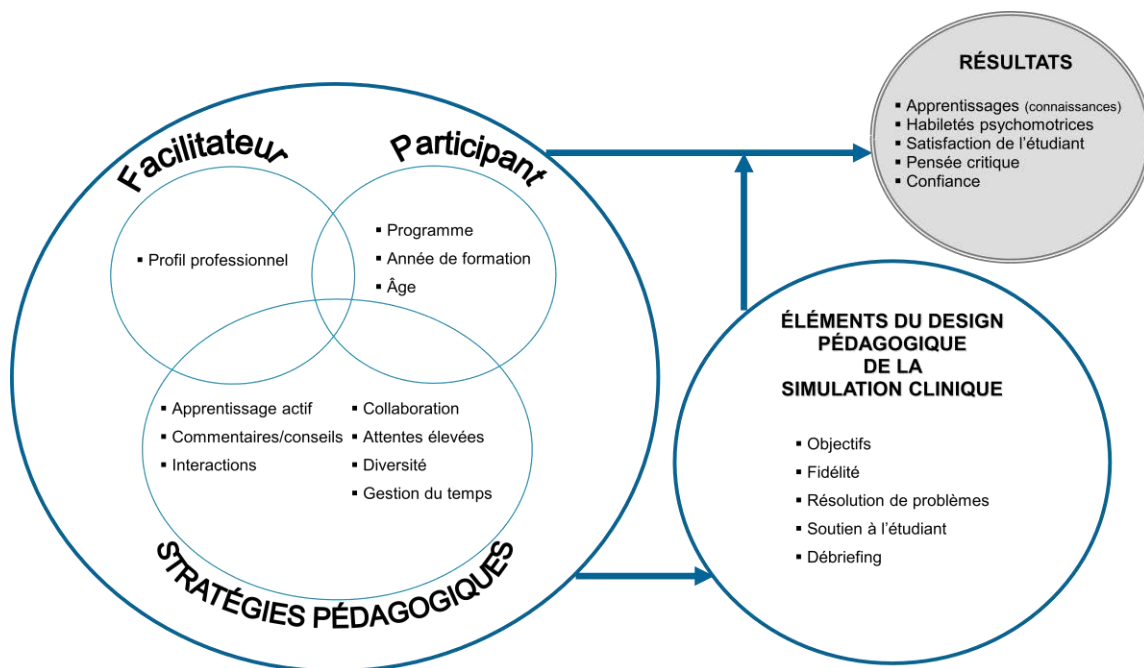 Facilitateur
Participant
▪ Profil professionnel
▪ Programme
▪ Année de formation
▪ Âge
▪ Apprentissage actif
▪ Commentaires/conseils
▪ Interactions
▪ Collaboration
▪ Attentes élevées
▪ Diversité
▪ Gestion du temps
STRATÉGIES PÉDAGOGIQUES
RÉSULTATS
▪ Apprentissages (connaissances)
▪ Habiletés psychomotrices
▪ Satisfaction de l’étudiant
▪ Pensée critique
▪ Confiance
ÉLÉMENTS DU DESIGN
PÉDAGOGIQUE
DE LA
SIMULATION CLINIQUE
▪ Objectifs
▪ Fidélité
▪ Résolution de problèmes
▪ Soutien à l’étudiant
▪ Débriefing